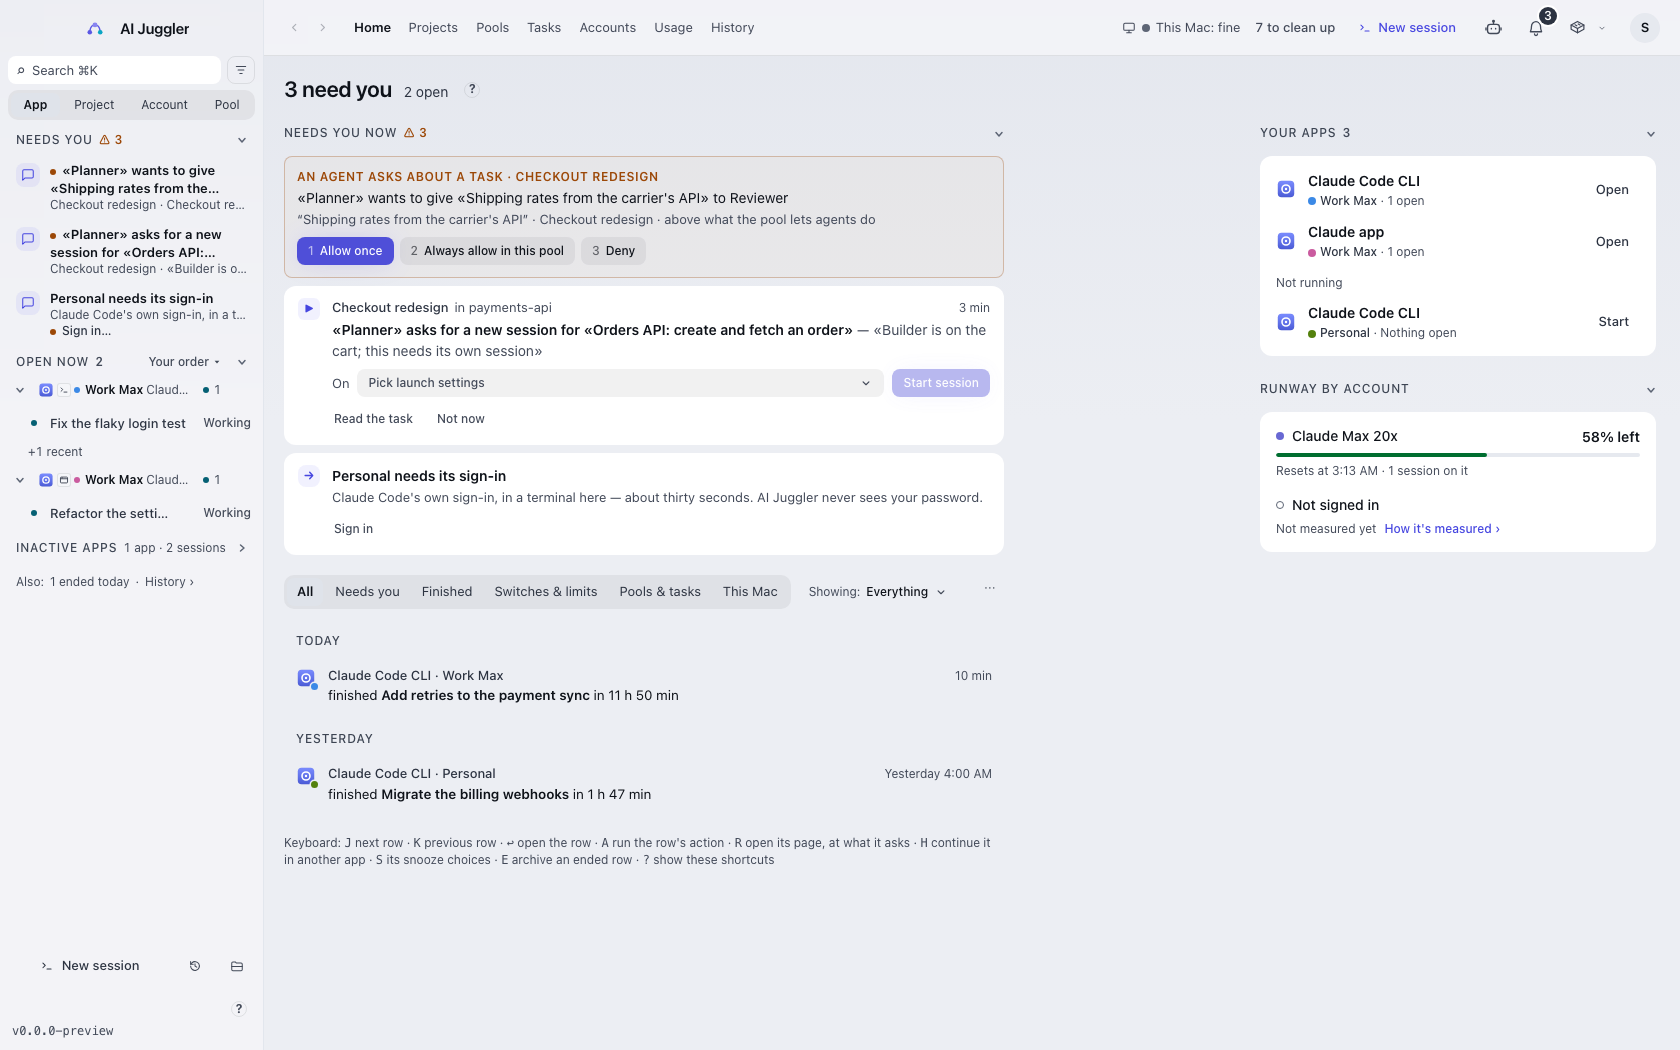 AI Juggler
Search ⌘K
App Project Account Pool
NEEDS YOU 3
«Planner» wants to give
«Shipping rates from the...
Checkout redesign · Checkout re...
«Planner» asks for a new
session for «Orders API:...
Checkout redesign · «Builder is o...
Personal needs its sign-in
Claude Code's own sign-in, in a t...
Sign in...
OPEN NOW 2 Your order
Work Max Claud... 1
Fix the flaky login test Working
+1 recent
Work Max Claud... 1
Refactor the setti... Working
INACTIVE APPS 1 app · 2 sessions
Also: 1 ended today · History ›
New session
?
v0.0.0-preview
Home Projects Pools Tasks Accounts Usage History
This Mac: fine 7 to clean up New session 3 S
3 need you 2 open ?
NEEDS YOU NOW 3
AN AGENT ASKS ABOUT A TASK · CHECKOUT REDESIGN
«Planner» wants to give «Shipping rates from the carrier's API» to Reviewer
“Shipping rates from the carrier's API” · Checkout redesign · above what the pool lets agents do
1 Allow once 2 Always allow in this pool 3 Deny
Checkout redesign in payments-api 3 min
«Planner» asks for a new session for «Orders API: create and fetch an order» — «Builder is on the
cart; this needs its own session»
On Pick launch settings Start session
Read the task Not now
Personal needs its sign-in
Claude Code's own sign-in, in a terminal here — about thirty seconds. AI Juggler never sees your password.
Sign in
All Needs you Finished Switches & limits Pools & tasks This Mac Showing: Everything ...
TODAY
Claude Code CLI · Work Max 10 min
finished Add retries to the payment sync in 11 h 50 min
YESTERDAY
Claude Code CLI · Personal Yesterday 4:00 AM
finished Migrate the billing webhooks in 1 h 47 min
Keyboard: J next row · K previous row · ↩ open the row · A run the row's action · R open its page, at what it asks · H continue it
in another app · S its snooze choices · E archive an ended row · ? show these shortcuts
YOUR APPS 3
Claude Code CLI
Work Max · 1 open
Open
Claude app
Work Max · 1 open
Open
Not running
Claude Code CLI
Personal · Nothing open
Start
RUNWAY BY ACCOUNT
Claude Max 20x 58% left
Resets at 3:13 AM · 1 session on it
Not signed in
Not measured yet How it's measured ›